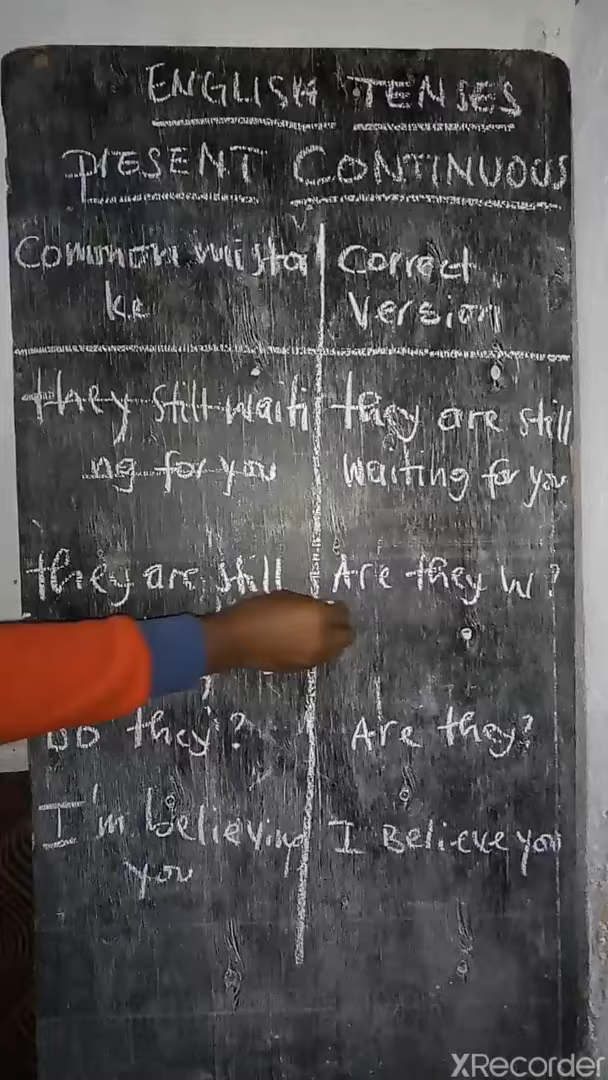 ENGLISH TENSES
PRESENT CONTINUOUS
Common mista
ke
Correct
Version
they still waiti
ng for you
they are still
waiting for you
they are still
Are they W?
Do they?
Are they?
I'm believing
you
I Believe you
XRecorder